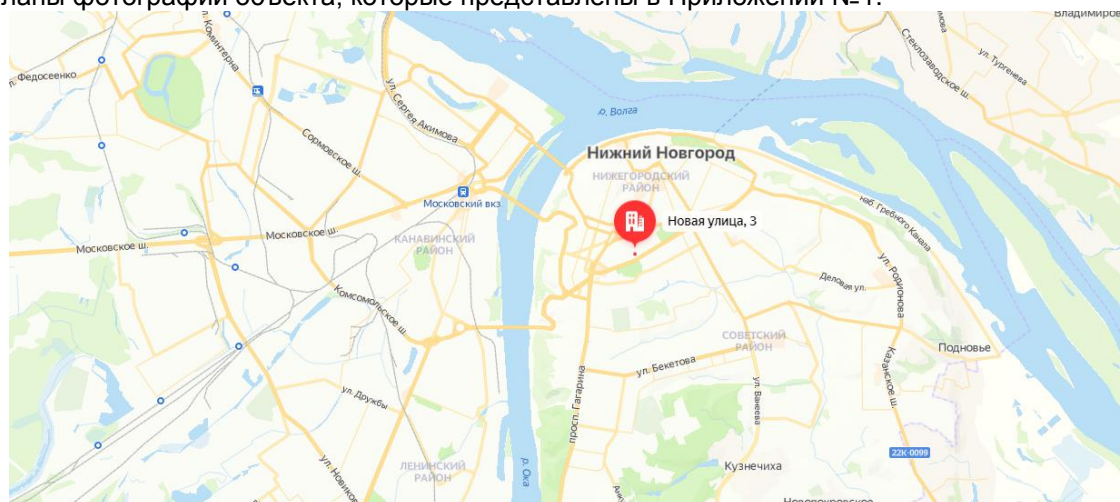 ланы фотографии объекта, которые представлены в Приложении №1.
Владимиров
ул. Коминтерна
Федосеенко
Стеклозаводское ш.
ул. Тургенева
ул. Сергея Акимова
р. Волга
Сормовское ш.
Нижний Новгород
НИЖЕГОРОДСКИЙ
РАЙОН
Московский вкз
наб. Гребного Канала
Новая улица, 3
Московское ш.
Московское ш.
КАНАВИНСКИЙ
РАЙОН
ул. Родионова
Деловая ул.
Комсомольское ш.
СОВЕТСКИЙ
РАЙОН
Подновье
Казанское ш.
ул. Бекетова
ул. Дружбы
ул. Ванеева
просп. Гагарина
22К-0099
ЛЕНИНСКИЙ
РАЙОН
р. Ока
Кузнечиха
ул. Новиков
Новопокровское